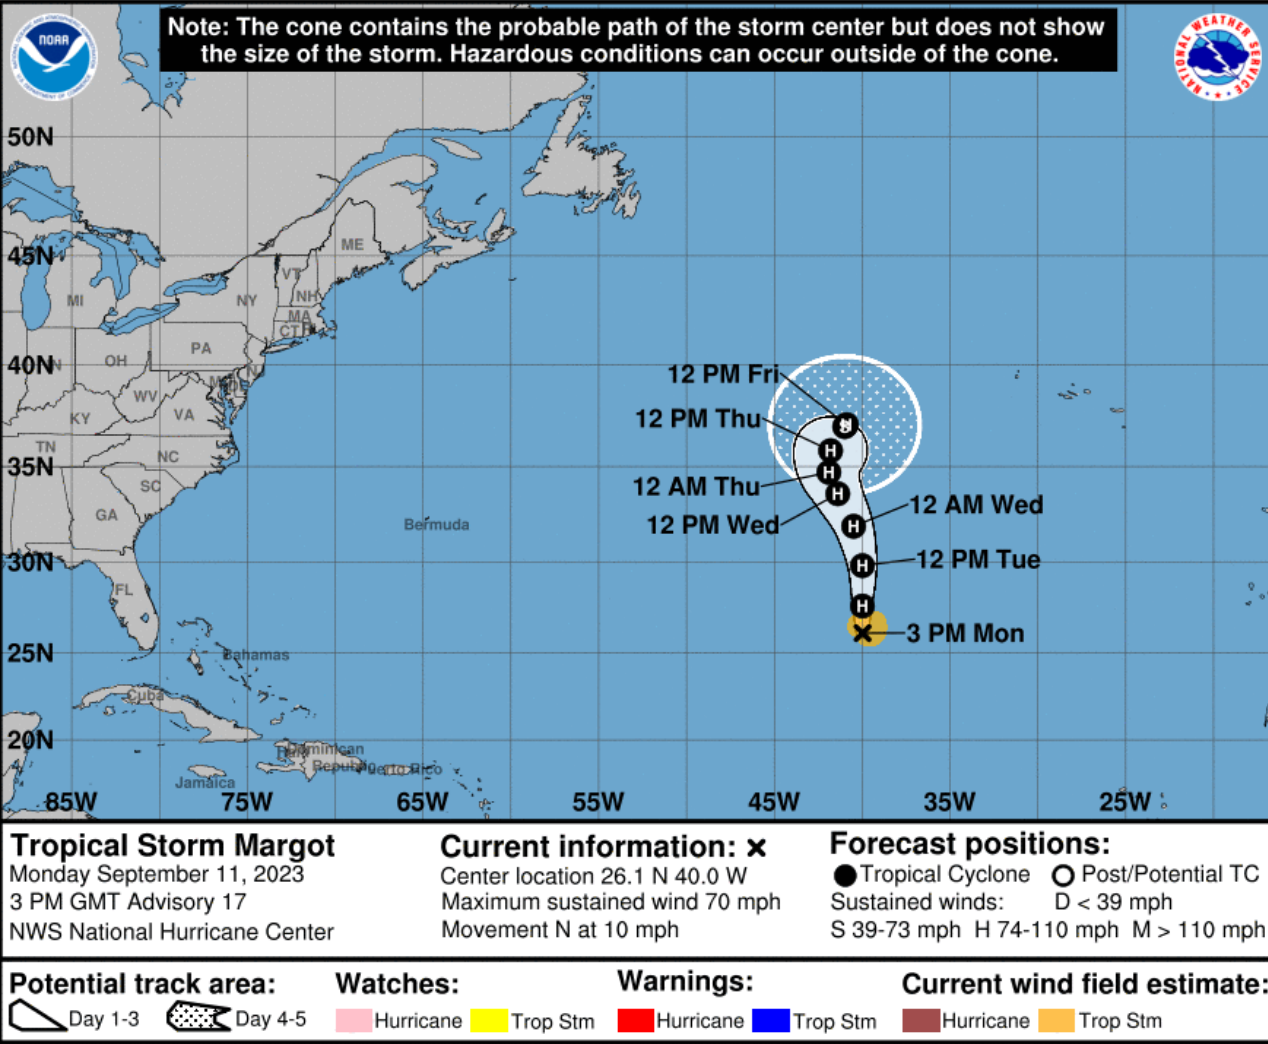 Note: The cone contains the probable path of the storm center but does not show
the size of the storm. Hazardous conditions can occur outside of the cone.
NOAA
NATIONAL WEATHER SERVICE
50N
45N
40N
35N
30N
25N
20N
85W 75W 65W 55W 45W 35W 25W
ME
VT
NH
MA
CT
NY
MI
PA
OH
WV
VA
KY
TN
NC
SC
GA
FL
Bermuda
Bahamas
Cuba
Dominican
Jamaica
Puerto Rico
12 PM Fri
12 PM Thu
12 AM Thu
12 PM Wed
12 AM Wed
12 PM Tue
3 PM Mon
H
H
H
H
H
H
Tropical Storm Margot
Monday September 11, 2023
3 PM GMT Advisory 17
NWS National Hurricane Center
Current information: x
Center location 26.1 N 40.0 W
Maximum sustained wind 70 mph
Movement N at 10 mph
Forecast positions:
Tropical Cyclone Post/Potential TC
Sustained winds: D < 39 mph
S 39-73 mph H 74-110 mph M > 110 mph
Potential track area:
Day 1-3 Day 4-5
Watches:
Hurricane Trop Stm
Warnings:
Hurricane Trop Stm
Current wind field estimate:
Hurricane Trop Stm